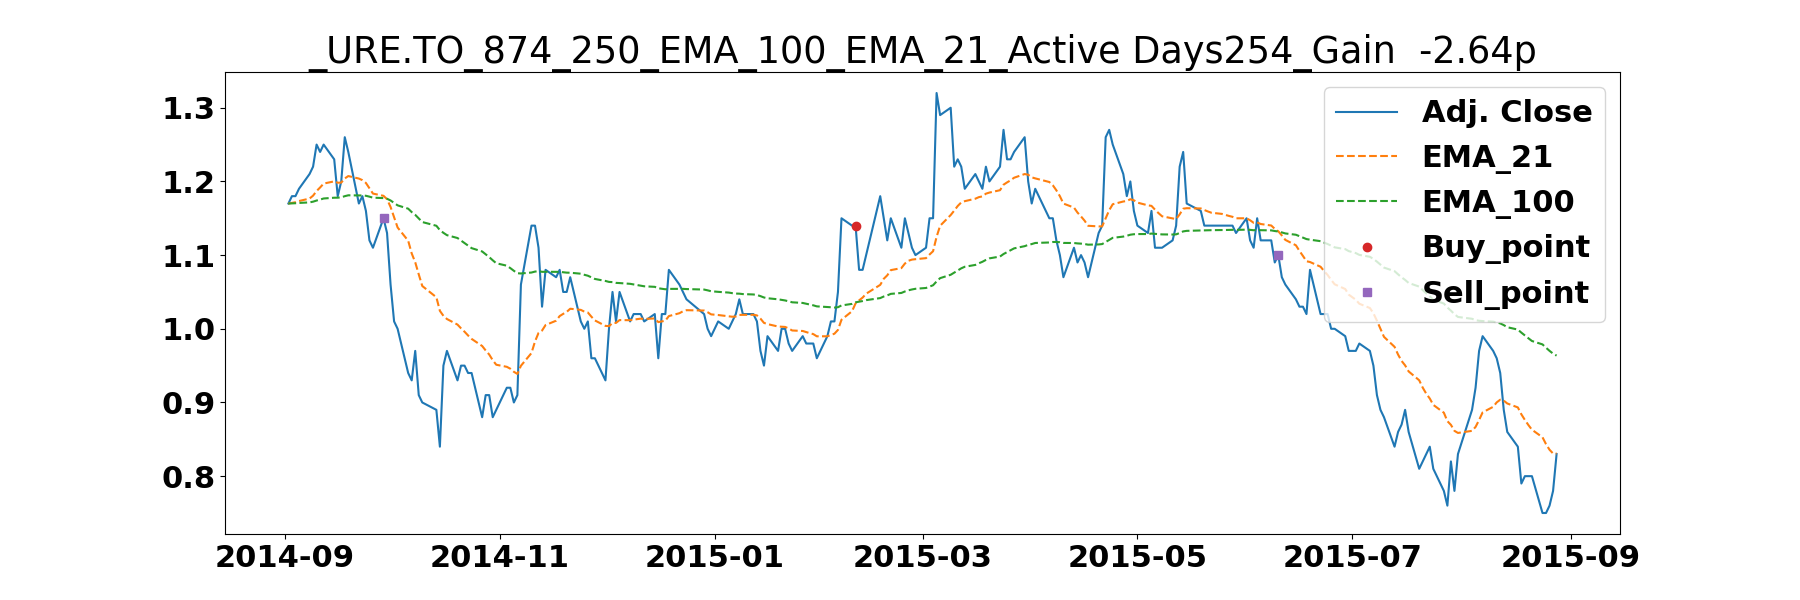 _URE.TO_874_250_EMA_100_EMA_21_Active Days254_Gain  -2.64p
1.3
1.2
1.1
1.0
0.9
0.8
Adj. Close
EMA_21
EMA_100
Buy_point
Sell_point
2014-09 2014-11 2015-01 2015-03 2015-05 2015-07 2015-09